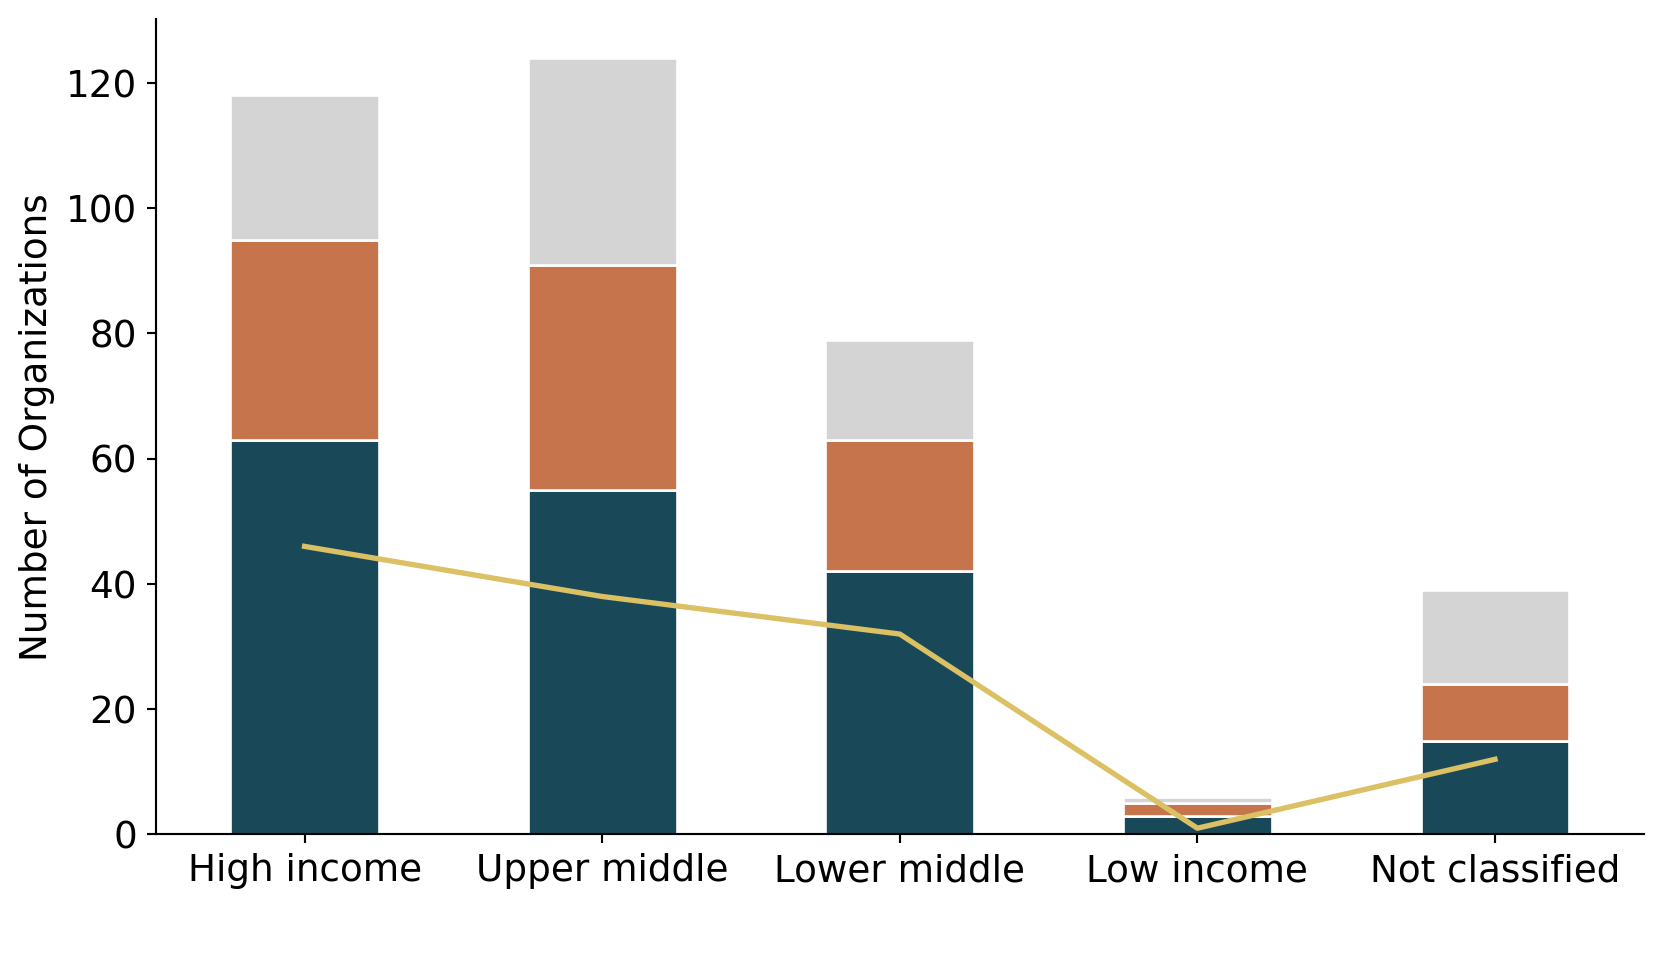 Number of Organizations
120
100
80
60
40
20
0
High income
Upper middle
Lower middle
Low income
Not classified